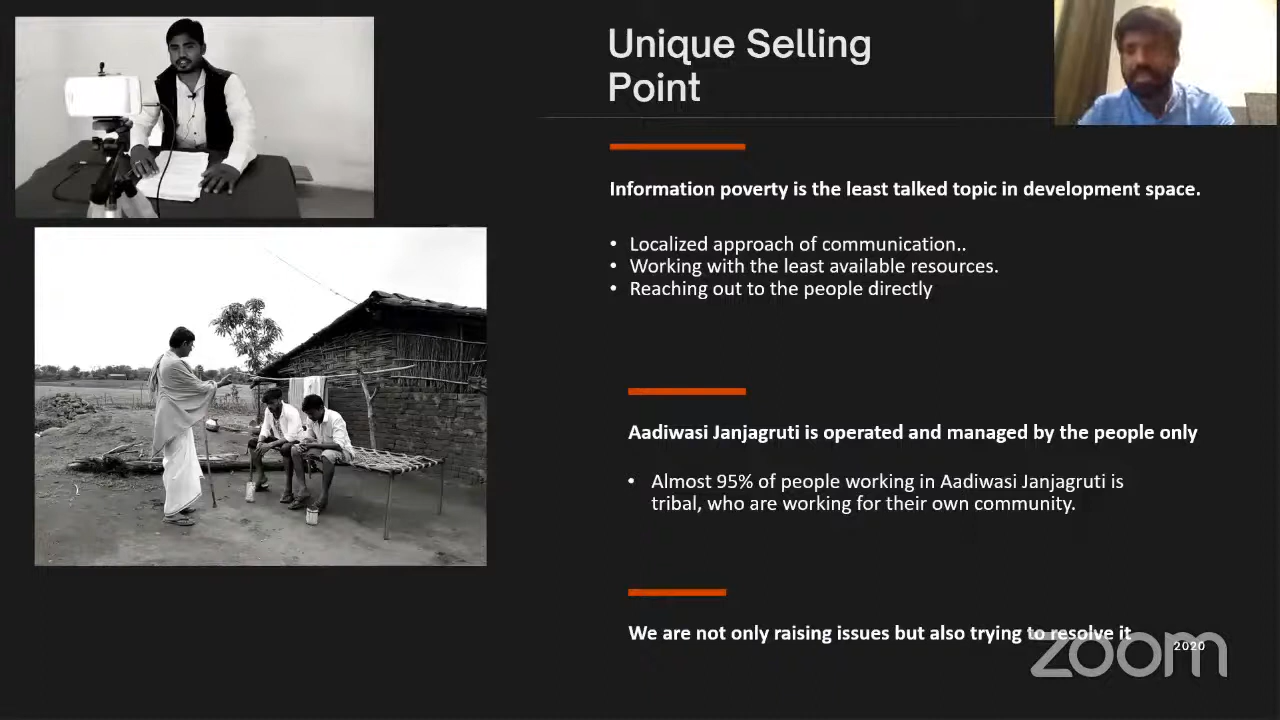 Unique Selling
Point
Information poverty is the least talked topic in development space.
• Localized approach of communication..
• Working with the least available resources.
• Reaching out to the people directly
Aadiwasi Janjagruti is operated and managed by the people only
• Almost 95% of people working in Aadiwasi Janjagruti is
tribal, who are working for their own community.
We are not only raising issues but also trying to resolve it
2020
zoom